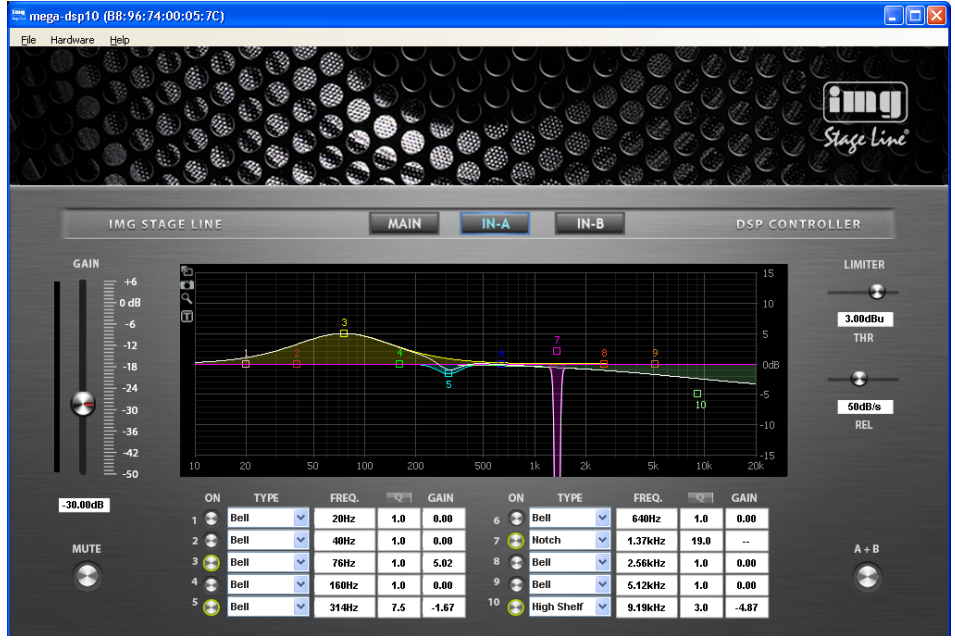 mega-dsp10 (B8:96:74:00:05:7C)
File Hardware Help
img
Stage Line®
IMG STAGE LINE MAIN IN-A IN-B DSP CONTROLLER
GAIN
+6
0 dB
-6
-12
-18
-24
-30
-36
-42
-50
-30.00dB
MUTE
T
1 2 3 4 5 6 7 8 9 10
15
10
5
0dB
-5
-10
-15
10 20 50 100 200 500 1k 2k 5k 10k 20k
LIMITER
3.00dBu
THR
50dB/s
REL
A + B
ON TYPE FREQ. Q GAIN
1 Bell 20Hz 1.0 0.00
2 Bell 40Hz 1.0 0.00
3 Bell 76Hz 1.0 5.02
4 Bell 160Hz 1.0 0.00
5 Bell 314Hz 7.5 -1.67
ON TYPE FREQ. Q GAIN
6 Bell 640Hz 1.0 0.00
7 Notch 1.37kHz 19.0 --
8 Bell 2.56kHz 1.0 0.00
9 Bell 5.12kHz 1.0 0.00
10 High Shelf 9.19kHz 3.0 -4.87